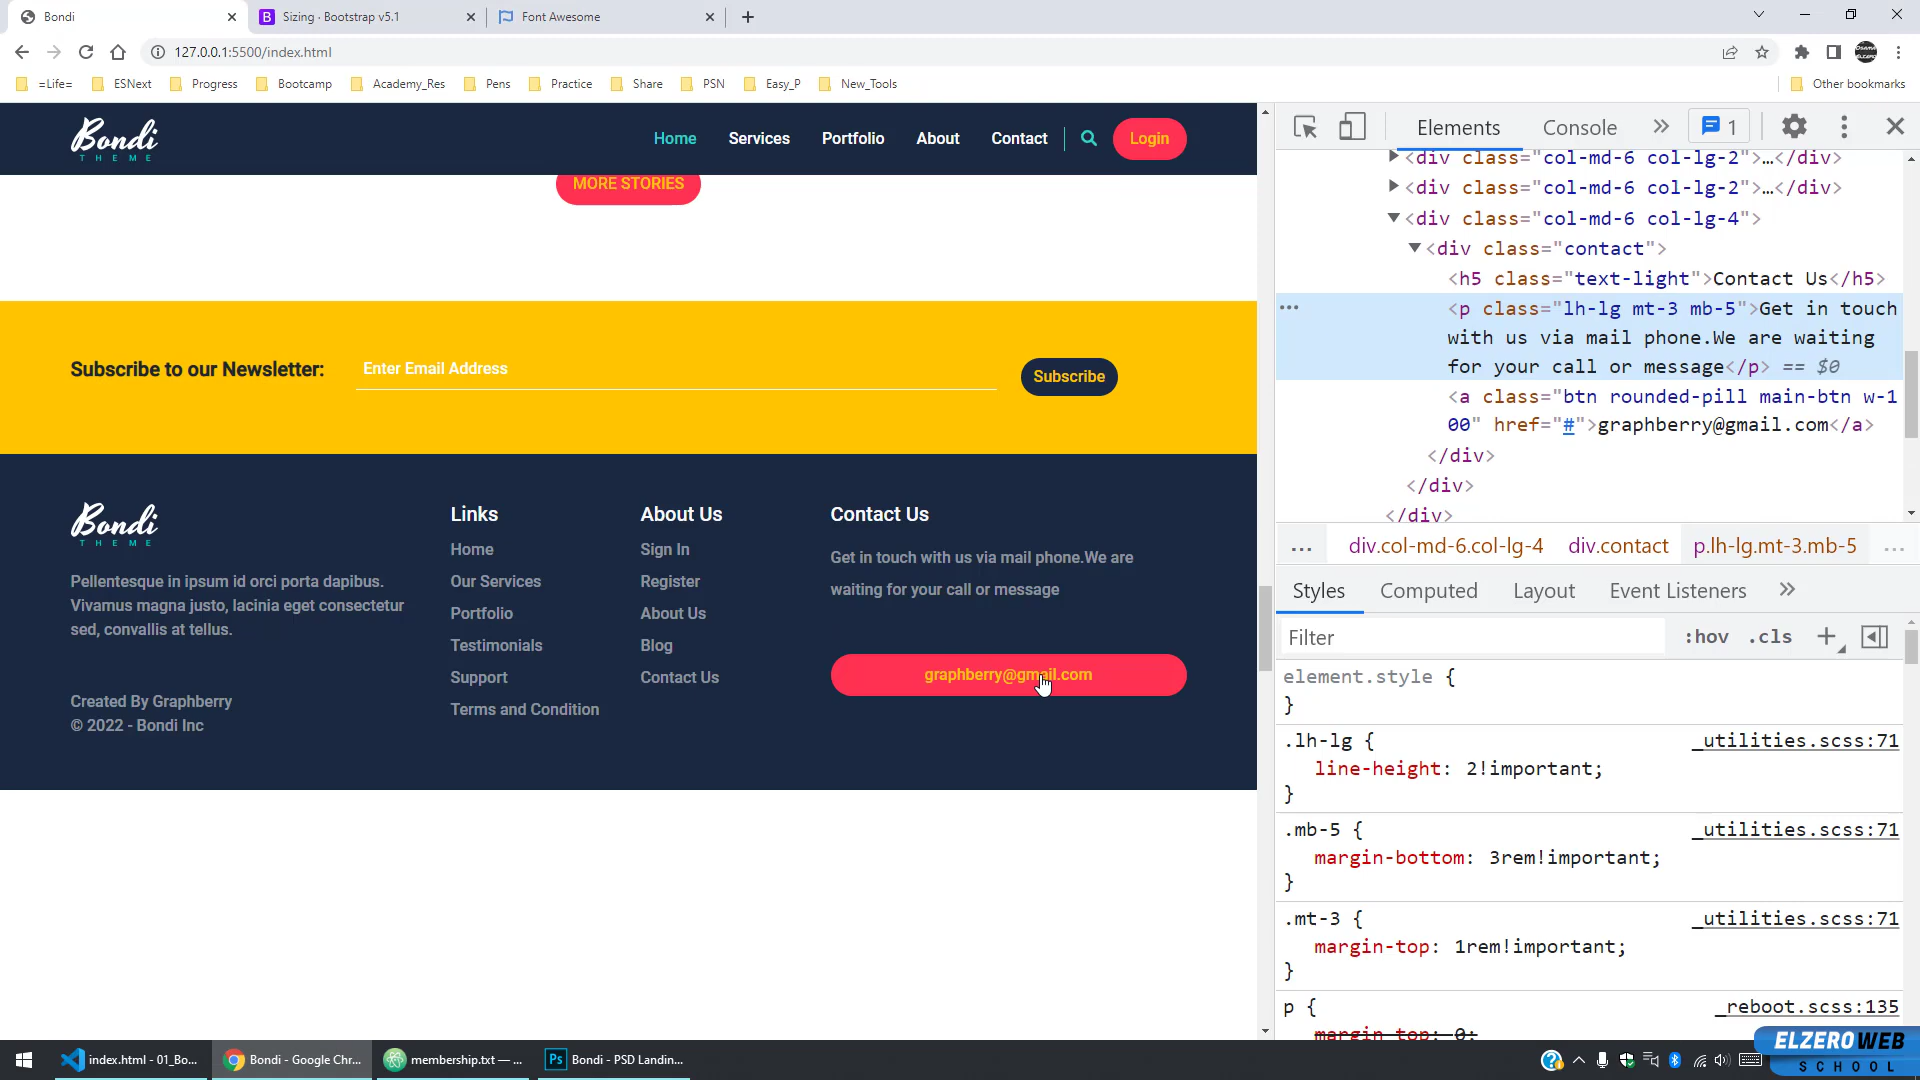 Bondi
Sizing · Bootstrap v5.1
Font Awesome
127.0.0.1:5500/index.html
=Life=
ESNext
Progress
Bootcamp
Academy_Res
Pens
Practice
Share
PSN
Easy_P
New_Tools
Other bookmarks
Bondi
THEME
Home
Services
Portfolio
About
Contact
Login
MORE STORIES
Subscribe to our Newsletter:
Enter Email Address
Subscribe
Bondi
THEME
Pellentesque in ipsum id orci porta dapibus.
Vivamus magna justo, lacinia eget consectetur
sed, convallis at tellus.
Created By Graphberry
© 2022 - Bondi Inc
Links
Home
Our Services
Portfolio
Testimonials
Support
Terms and Condition
About Us
Sign In
Register
About Us
Blog
Contact Us
Contact Us
Get in touch with us via mail phone.We are
waiting for your call or message
graphberry@gmail.com
Elements
Console
1
<div class="col-md-6 col-lg-2">…</div>
<div class="col-md-6 col-lg-2">…</div>
<div class="col-md-6 col-lg-4">
<div class="contact">
<h5 class="text-light">Contact Us</h5>
<p class="lh-lg mt-3 mb-5">Get in touch
with us via mail phone.We are waiting
for your call or message</p> == $0
<a class="btn rounded-pill main-btn w-1
00" href="#">graphberry@gmail.com</a>
</div>
</div>
</div>
... div.col-md-6.col-lg-4 div.contact p.lh-lg.mt-3.mb-5 ...
Styles
Computed
Layout
Event Listeners
Filter
:hov
.cls
element.style {
}
.lh-lg {
_utilities.scss:71
line-height: 2!important;
}
.mb-5 {
_utilities.scss:71
margin-bottom: 3rem!important;
}
.mt-3 {
_utilities.scss:71
margin-top: 1rem!important;
}
p {
_reboot.scss:135
margin-top: 0;
index.html - 01_Bo...
Bondi - Google Chr...
membership.txt — ...
Bondi - PSD Landin...
ELZEROWEB
SCHOOL